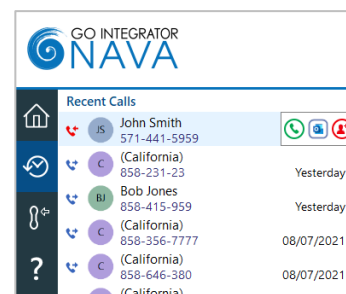 GO INTEGRATOR
NAVA
Recent Calls
JS John Smith
571-441-5959
C (California)
858-231-23 Yesterday
BJ Bob Jones
858-415-959 Yesterday
C (California)
858-356-7777 08/07/2021
C (California)
858-646-380 08/07/2021
(California)
?